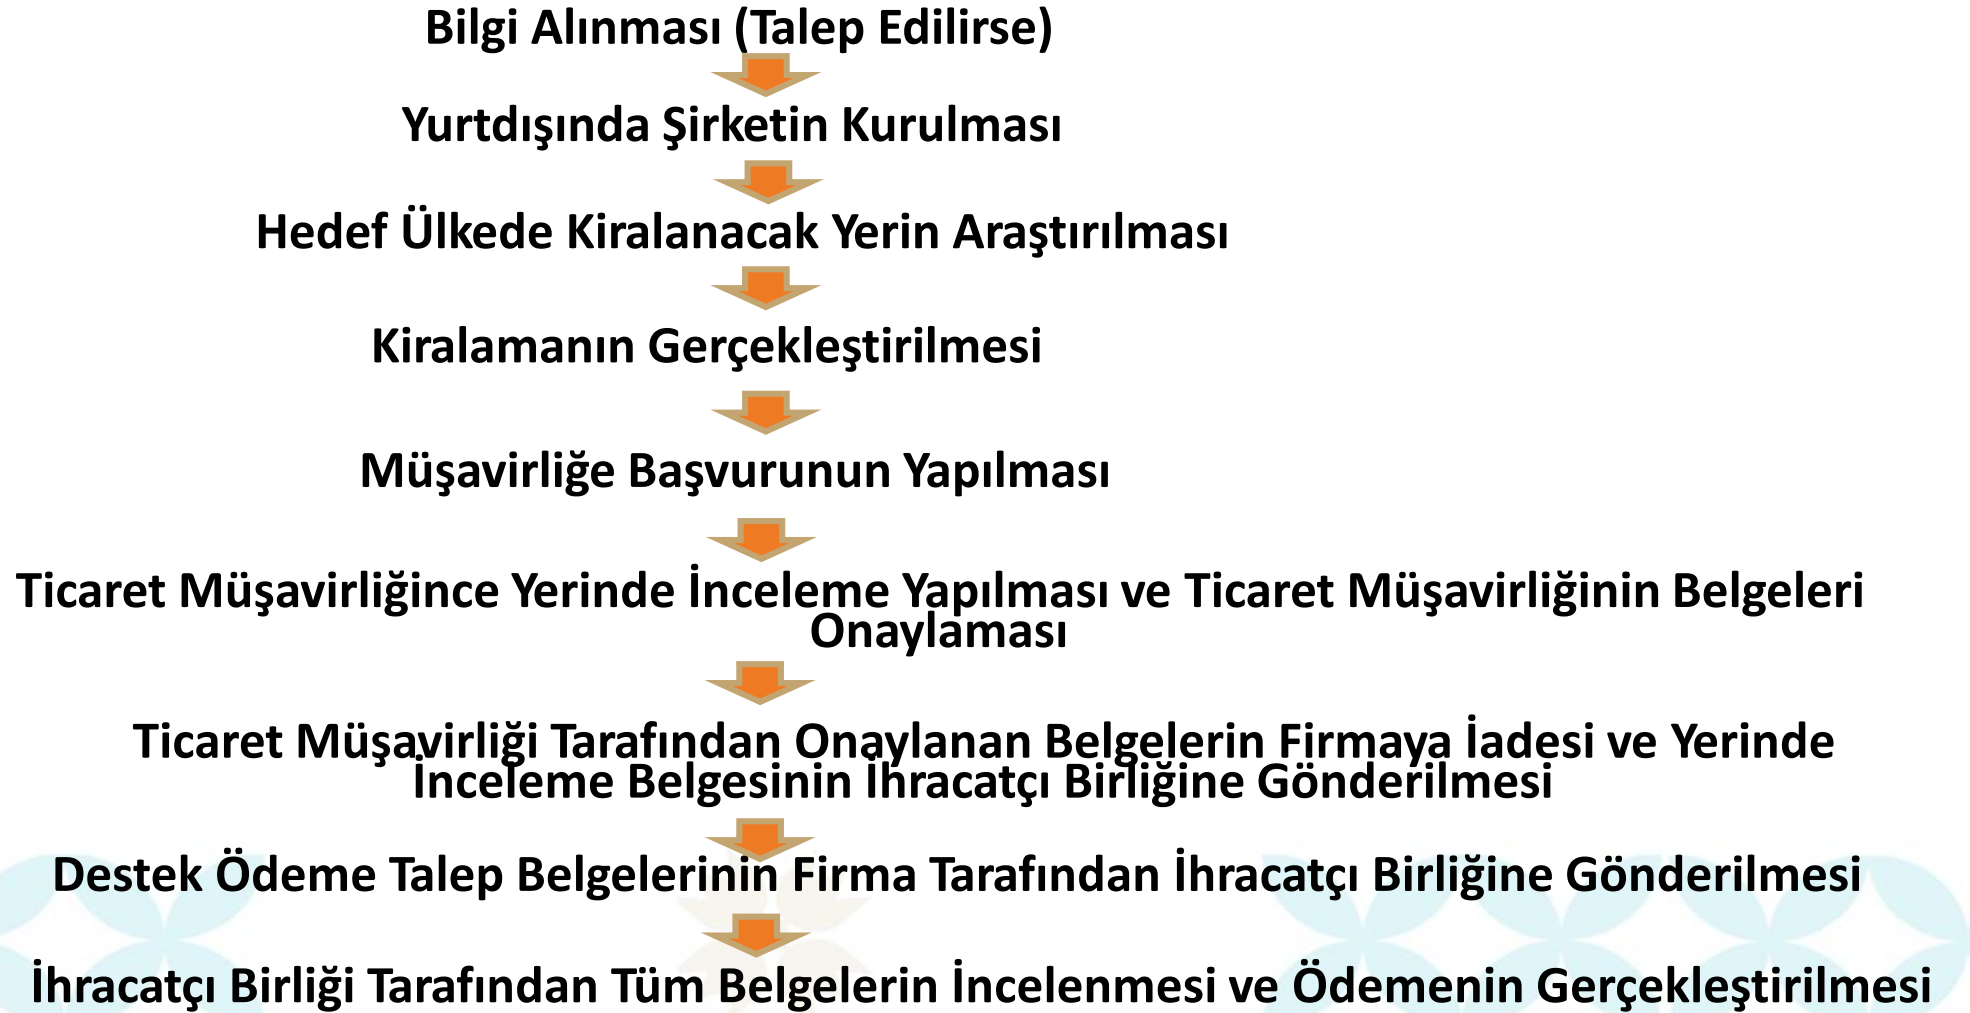 Bilgi Alınması (Talep Edilirse)
Yurtdışında Şirketin Kurulması
Hedef Ülkede Kiralanacak Yerin Araştırılması
Kiralamanın Gerçekleştirilmesi
Müşavirliğe Başvurunun Yapılması
Ticaret Müşavirliğince Yerinde İnceleme Yapılması ve Ticaret Müşavirliğinin Belgeleri
Onaylaması
Ticaret Müşavirliği Tarafından Onaylanan Belgelerin Firmaya İadesi ve Yerinde
İnceleme Belgesinin İhracatçı Birliğine Gönderilmesi
Destek Ödeme Talep Belgelerinin Firma Tarafından İhracatçı Birliğine Gönderilmesi
İhracatçı Birliği Tarafından Tüm Belgelerin İncelenmesi ve Ödemenin Gerçekleştirilmesi